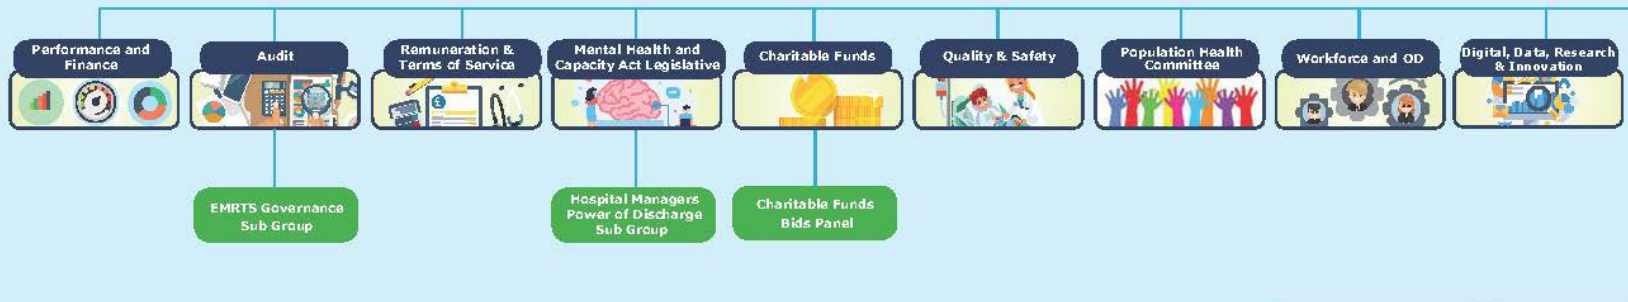 Performance and
Finance
Audit
Remuneration &
Terms of Service
Mental Health and
Capacity Act Legislative
Charitable Funds
Quality & Safety
Population Health
Committee
Workforce and OD
Digital, Data, Research
& Innovation
£
EMRTS Governance
Sub Group
Hospital Managers
Power of Discharge
Sub Group
Charitable Funds
Bids Panel